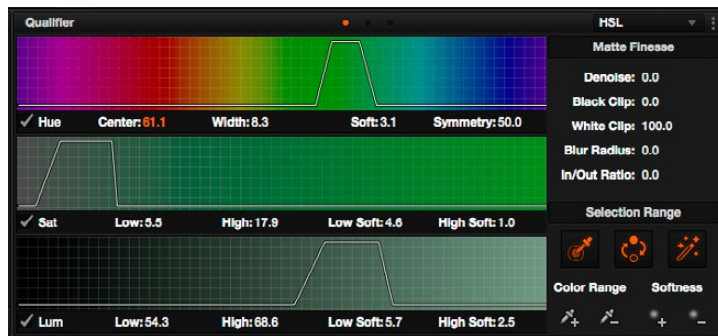 Qualifier HSL
Matte Finesse
Denoise: 0.0
Black Clip: 0.0
Hue Center: 61.1 Width: 8.3 Soft: 3.1 Symmetry: 50.0
White Clip: 100.0
Blur Radius: 0.0
In/Out Ratio: 0.0
Sat Low: 5.5 High: 17.9 Low Soft: 4.6 High Soft: 1.0
Selection Range
Color Range Softness
Lum Low: 54.3 High: 68.6 Low Soft: 5.7 High Soft: 2.5